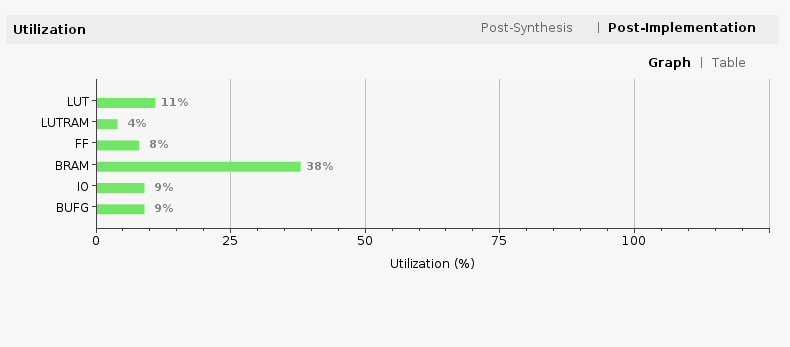 Utilization Post-Synthesis | Post-Implementation
Graph | Table
LUT 11%
LUTRAM 4%
FF 8%
BRAM 38%
IO 9%
BUFG 9%
0 25 50 75 100
Utilization (%)